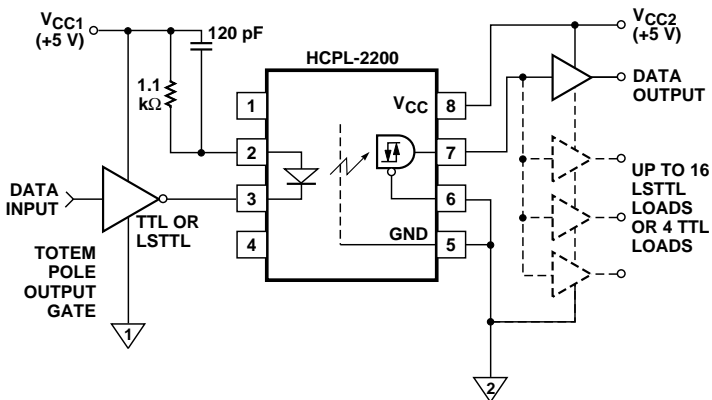 VCC1
(+5 V)
120 pF
1.1
kΩ
HCPL-2200
VCC2
(+5 V)
DATA
OUTPUT
1
2
3
4
VCC
8
7
6
GND
5
DATA
INPUT
TTL OR
LSTTL
TOTEM
POLE
OUTPUT
GATE
UP TO 16
LSTTL
LOADS
OR 4 TTL
LOADS
1
2